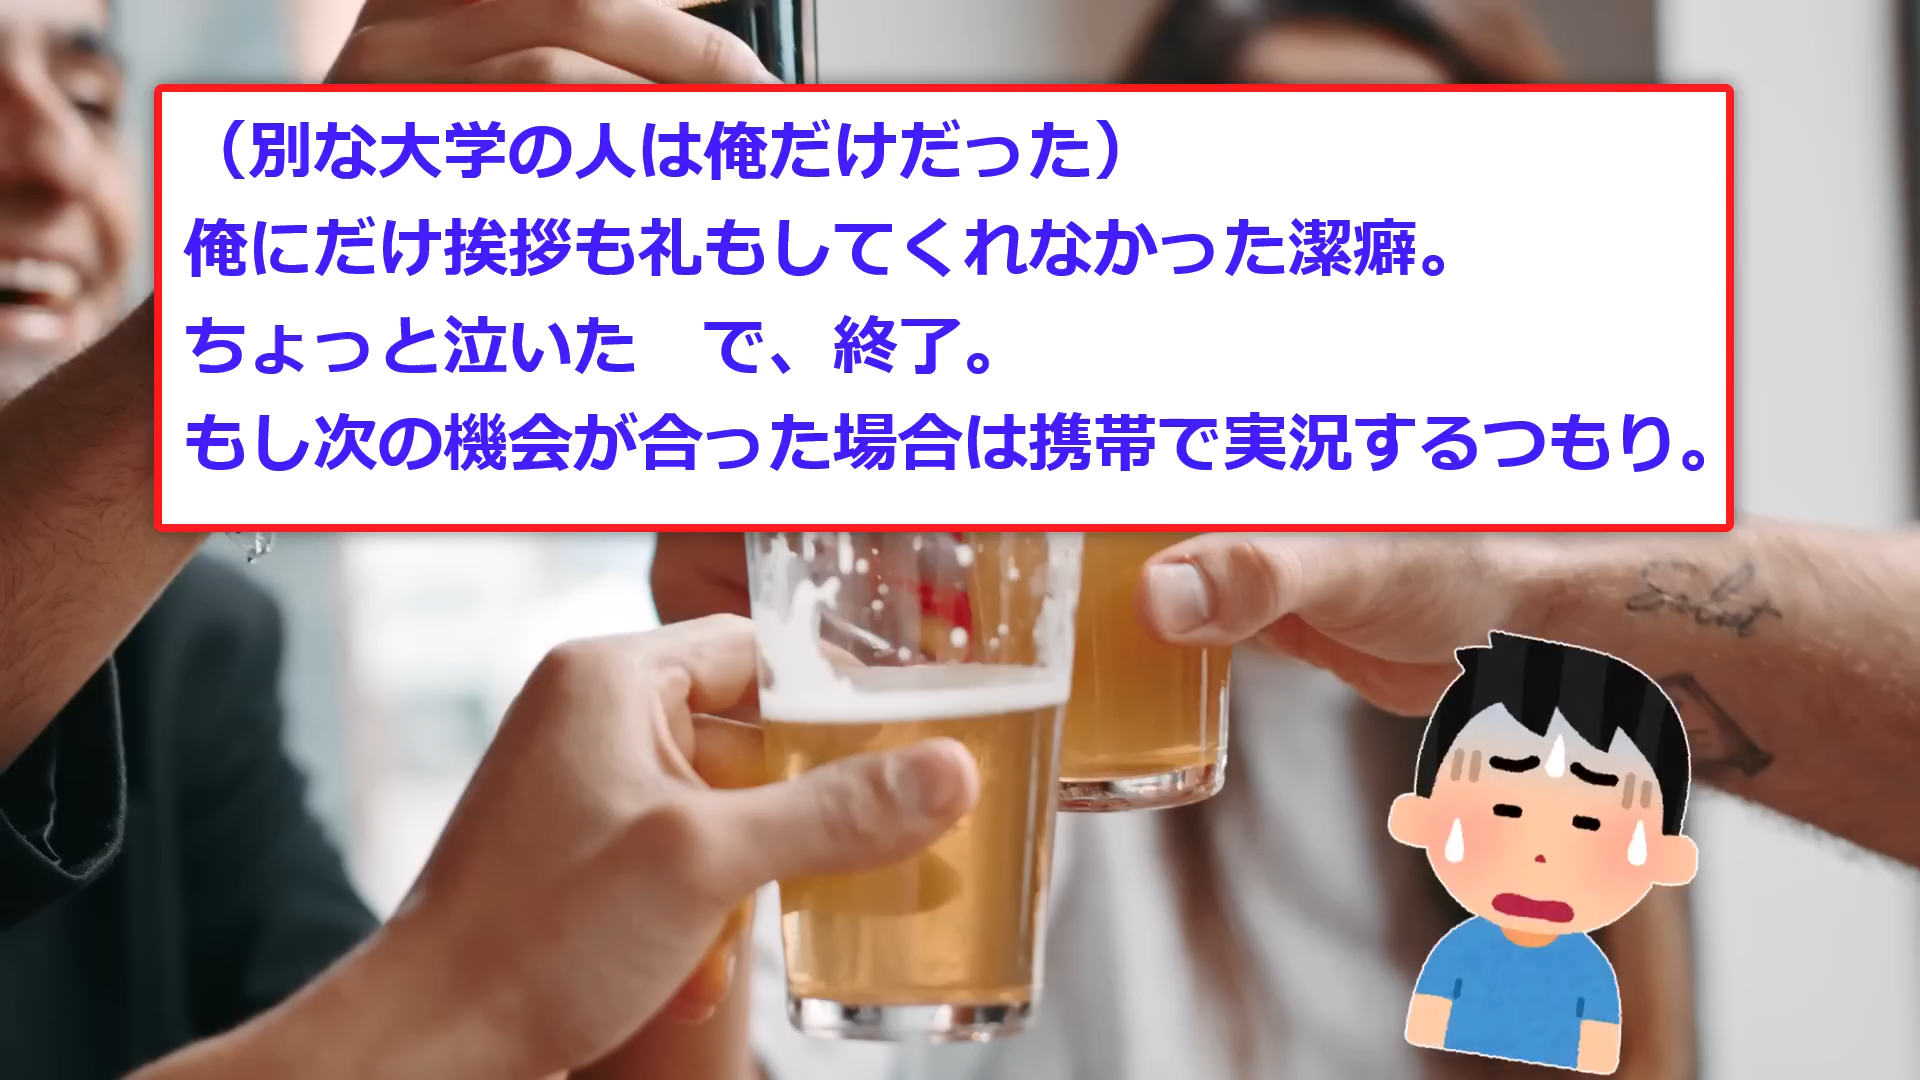 （別な大学の人は俺だけだった）
俺にだけ挨拶も礼もしてくれなかった潔癖。
ちょっと泣いた　で、終了。
もし次の機会が合った場合は携帯で実況するつもり。